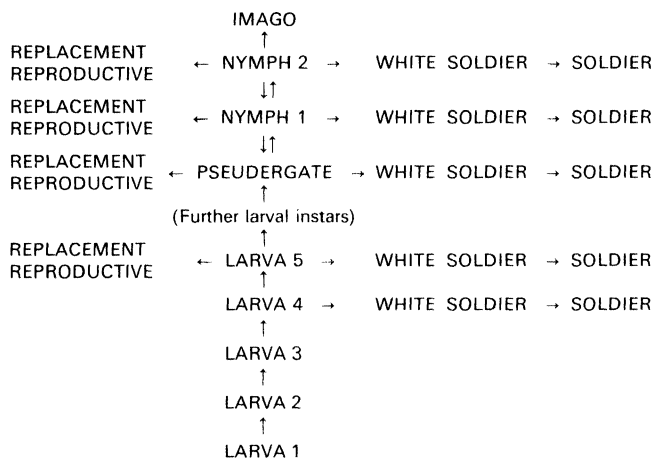 IMAGO
↑
REPLACEMENT
REPRODUCTIVE ← NYMPH 2 → WHITE SOLDIER → SOLDIER
↓↑
REPLACEMENT
REPRODUCTIVE ← NYMPH 1 → WHITE SOLDIER → SOLDIER
↓↑
REPLACEMENT
REPRODUCTIVE ← PSEUDERGATE → WHITE SOLDIER → SOLDIER
↑
(Further larval instars)
↑
REPLACEMENT
REPRODUCTIVE ← LARVA 5 → WHITE SOLDIER → SOLDIER
↑
LARVA 4 → WHITE SOLDIER → SOLDIER
↑
LARVA 3
↑
LARVA 2
↑
LARVA 1